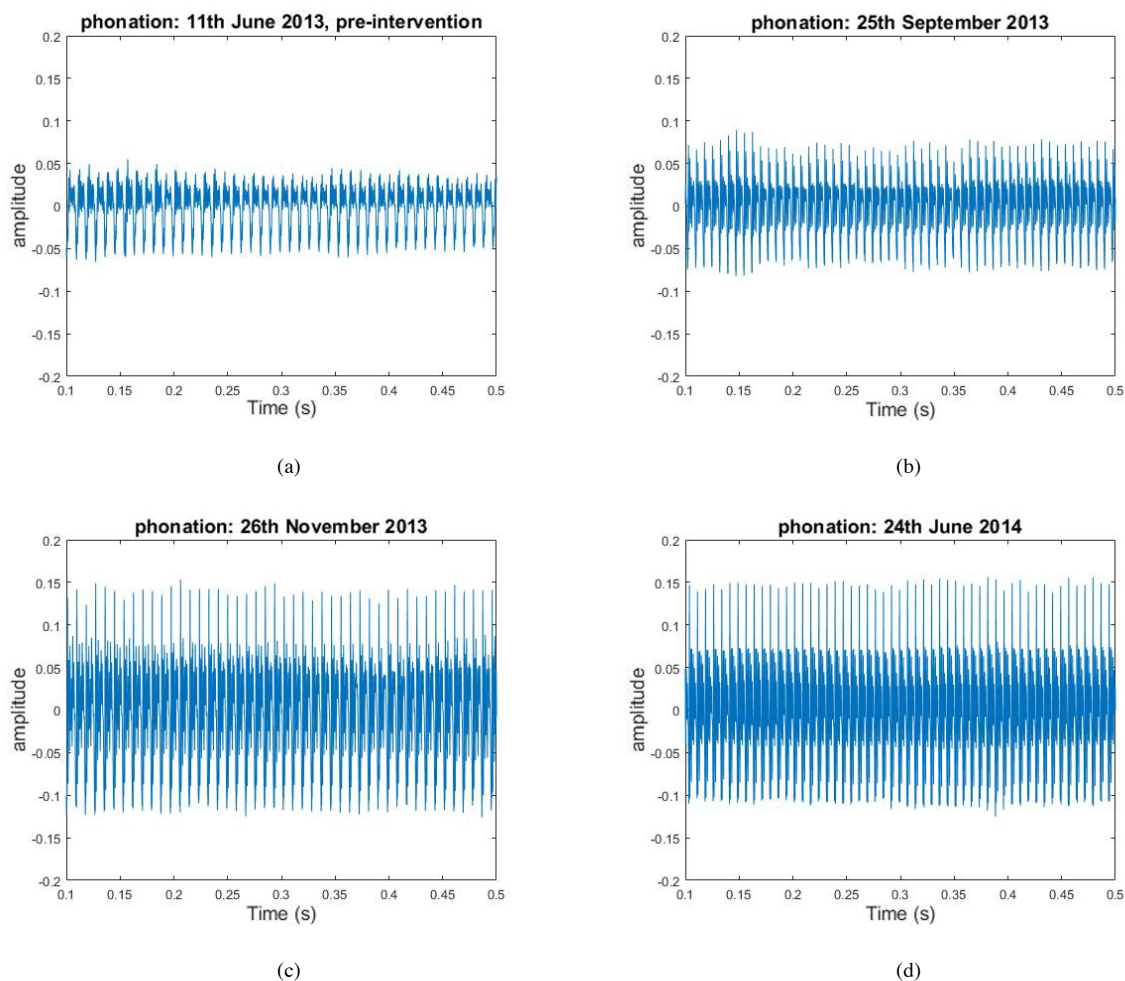 phonation: 11th June 2013, pre-intervention
0.2
0.15
0.1
0.05
0
-0.05
-0.1
-0.15
-0.2
amplitude
0.1 0.15 0.2 0.25 0.3 0.35 0.4 0.45 0.5
Time (s)
(a)
phonation: 25th September 2013
0.2
0.15
0.1
0.05
0
-0.05
-0.1
-0.15
-0.2
amplitude
0.1 0.15 0.2 0.25 0.3 0.35 0.4 0.45 0.5
Time (s)
(b)
phonation: 26th November 2013
0.2
0.15
0.1
0.05
0
-0.05
-0.1
-0.15
-0.2
amplitude
0.1 0.15 0.2 0.25 0.3 0.35 0.4 0.45 0.5
Time (s)
(c)
phonation: 24th June 2014
0.2
0.15
0.1
0.05
0
-0.05
-0.1
-0.15
-0.2
amplitude
0.1 0.15 0.2 0.25 0.3 0.35 0.4 0.45 0.5
Time (s)
(d)